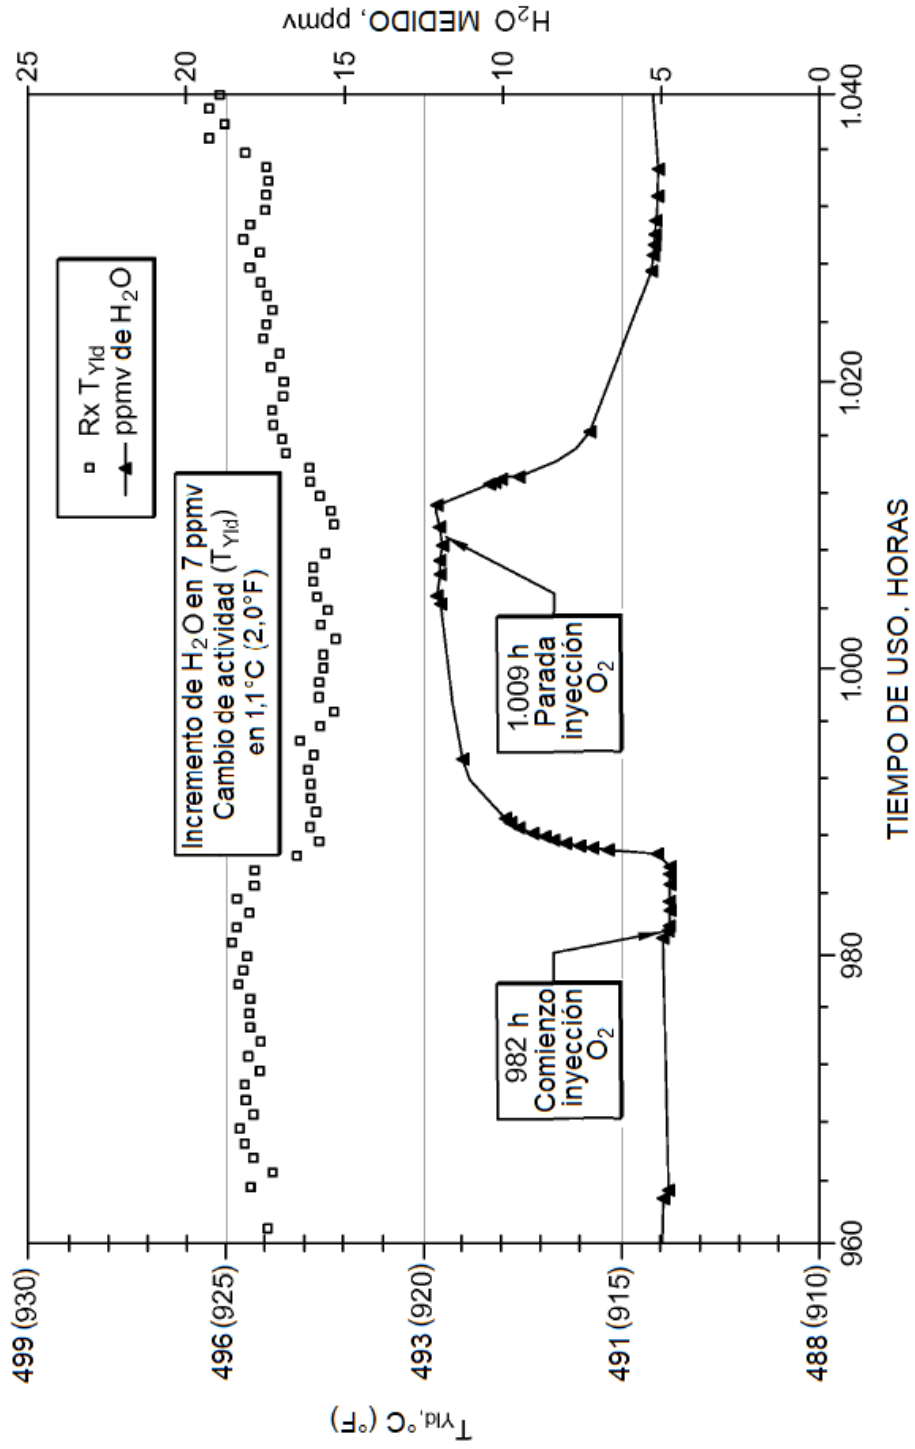 499 (930)
496 (925)
493 (920)
491 (915)
488 (910)
T_Yld, °C (°F)
25
20
15
10
5
0
H₂O MEDIDO, ppmv
960
980
1.000
1.020
1.040
TIEMPO DE USO, HORAS
Rx T_Yld
ppmv de H₂O
Incremento de H₂O en 7 ppmv
Cambio de actividad (T_Yld)
en 1,1°C (2,0°F)
982 h
Comienzo
inyección
O₂
1.009 h
Parada
inyección
O₂